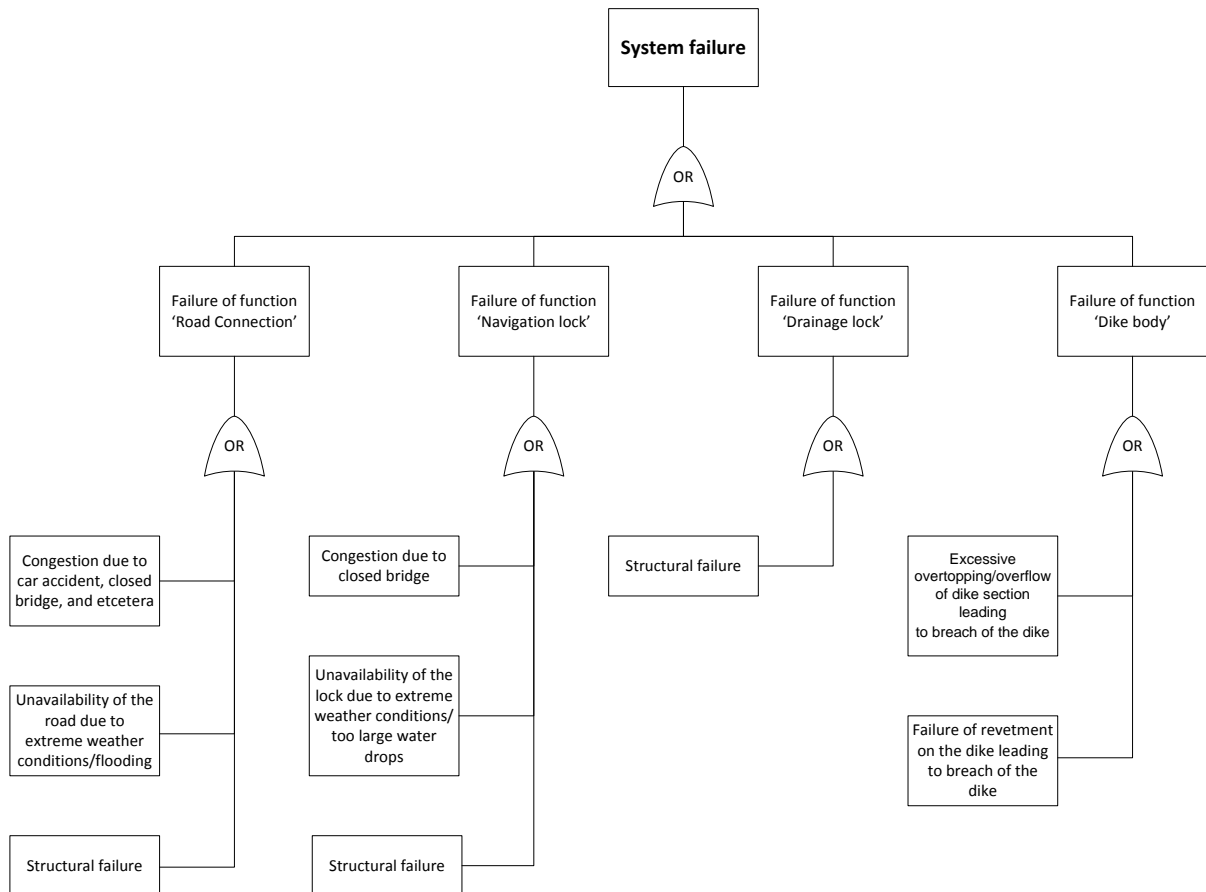 System failure
OR
Failure of function
‘Road Connection’
Failure of function
‘Navigation lock’
Failure of function
‘Drainage lock’
Failure of function
‘Dike body’
OR
OR
OR
OR
Congestion due to
car accident, closed
bridge, and etcetera
Congestion due to
closed bridge
Structural failure
Excessive
overtopping/overflow
of dike section
leading
to breach of the dike
Unavailability of the
road due to
extreme weather
conditions/flooding
Unavailability of the
lock due to extreme
weather conditions/
too large water
drops
Failure of revetment
on the dike leading
to breach of the
dike
Structural failure
Structural failure